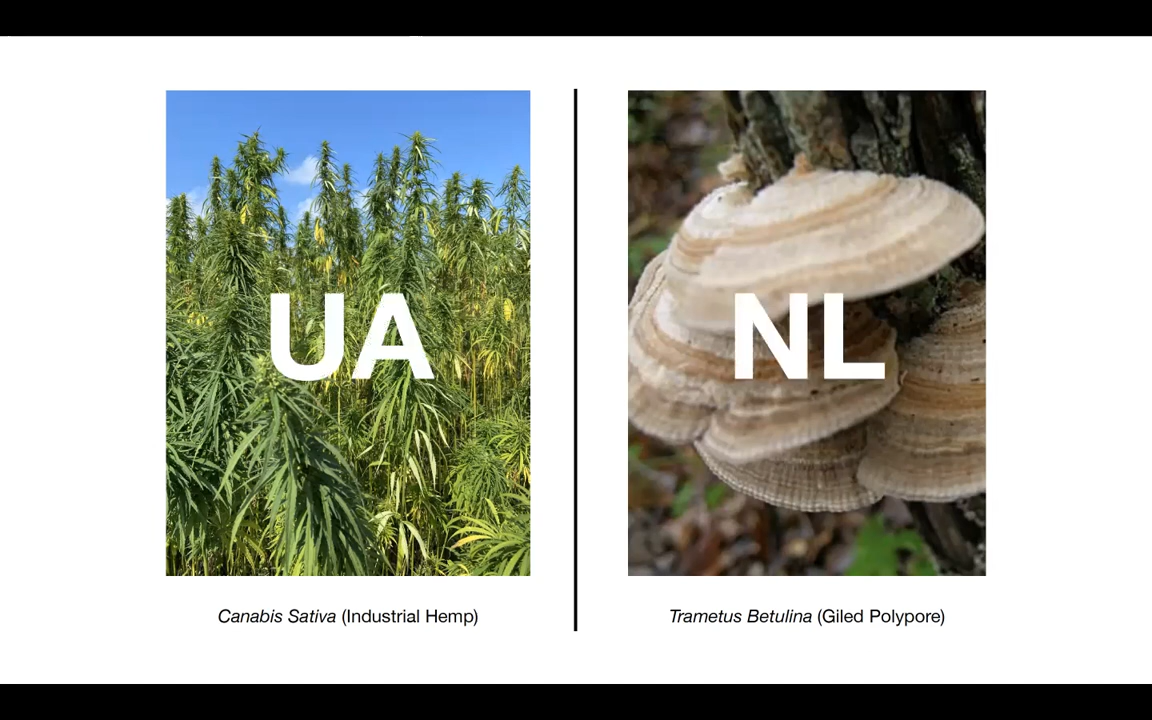 UA
NL
Canabis Sativa (Industrial Hemp)
Trametus Betulina (Giled Polypore)